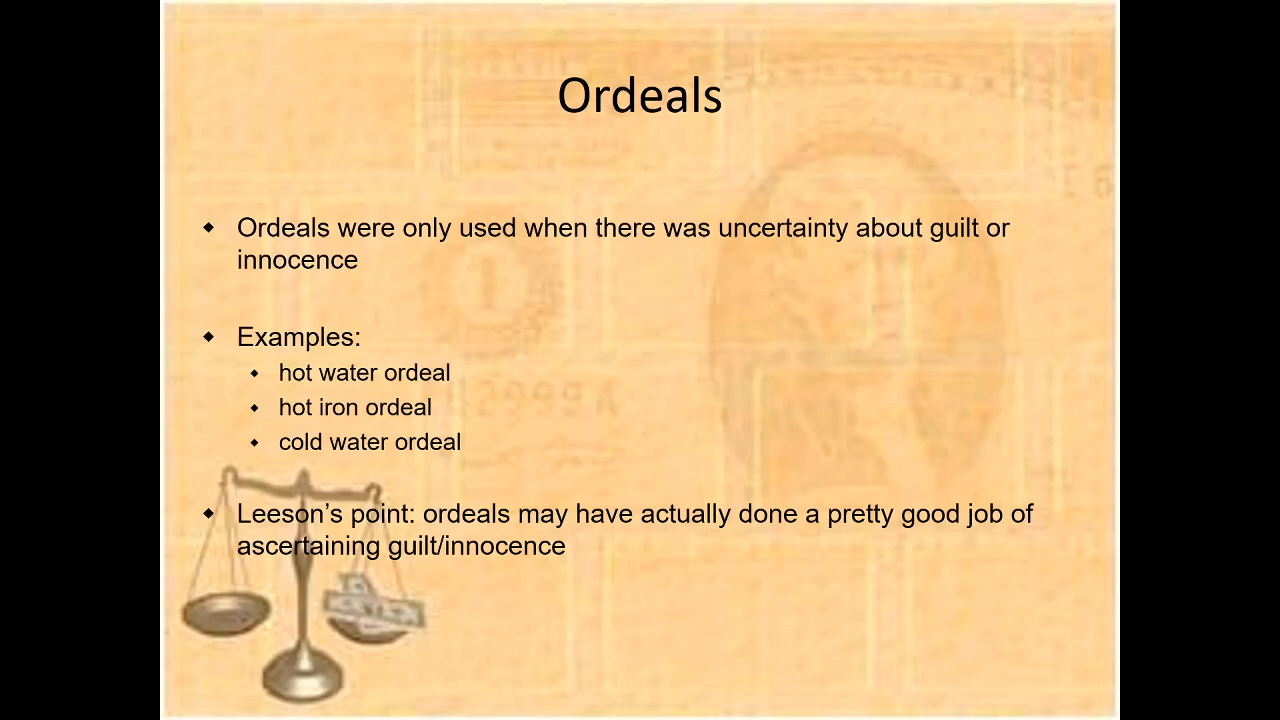 Ordeals
Ordeals were only used when there was uncertainty about guilt or
innocence
Examples:
hot water ordeal
hot iron ordeal
cold water ordeal
Leeson’s point: ordeals may have actually done a pretty good job of
ascertaining guilt/innocence